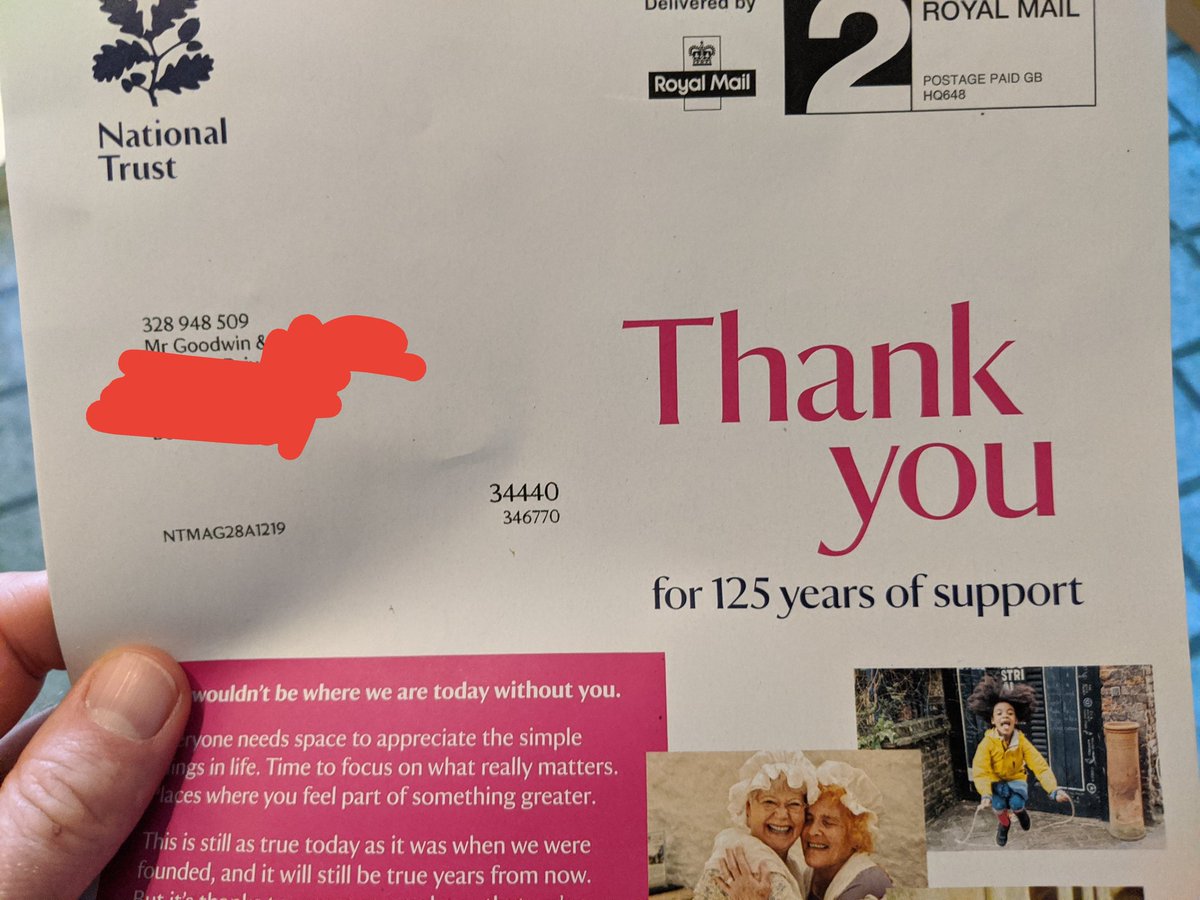 National
Trust
Delivered by
Royal Mail
2
ROYAL MAIL
POSTAGE PAID GB
HQ648
328 948 509
Mr Goodwin &
34440
346770
NTMAG28A1219
Thank
you
for 125 years of support
wouldn't be where we are today without you.
needs space to appreciate the simple
in life. Time to focus on what really matters.
where you feel part of something greater.
This is still as true today as it was when we were
founded, and it will still be true years from now.
STRI